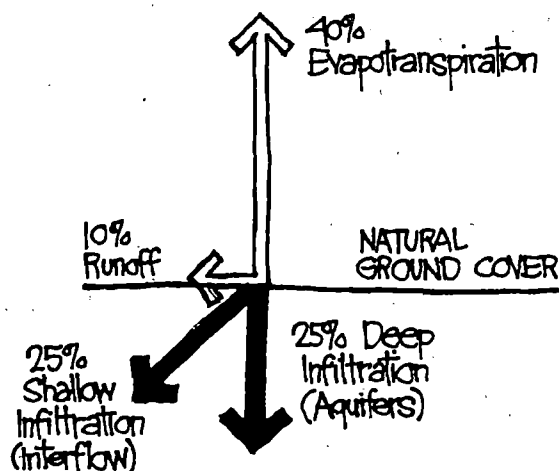 40%
Evapotranspiration
10%
Runoff
NATURAL
GROUND COVER
25%
Shallow
Infiltration
(Interflow)
25% Deep
Infiltration
(Aquifers)